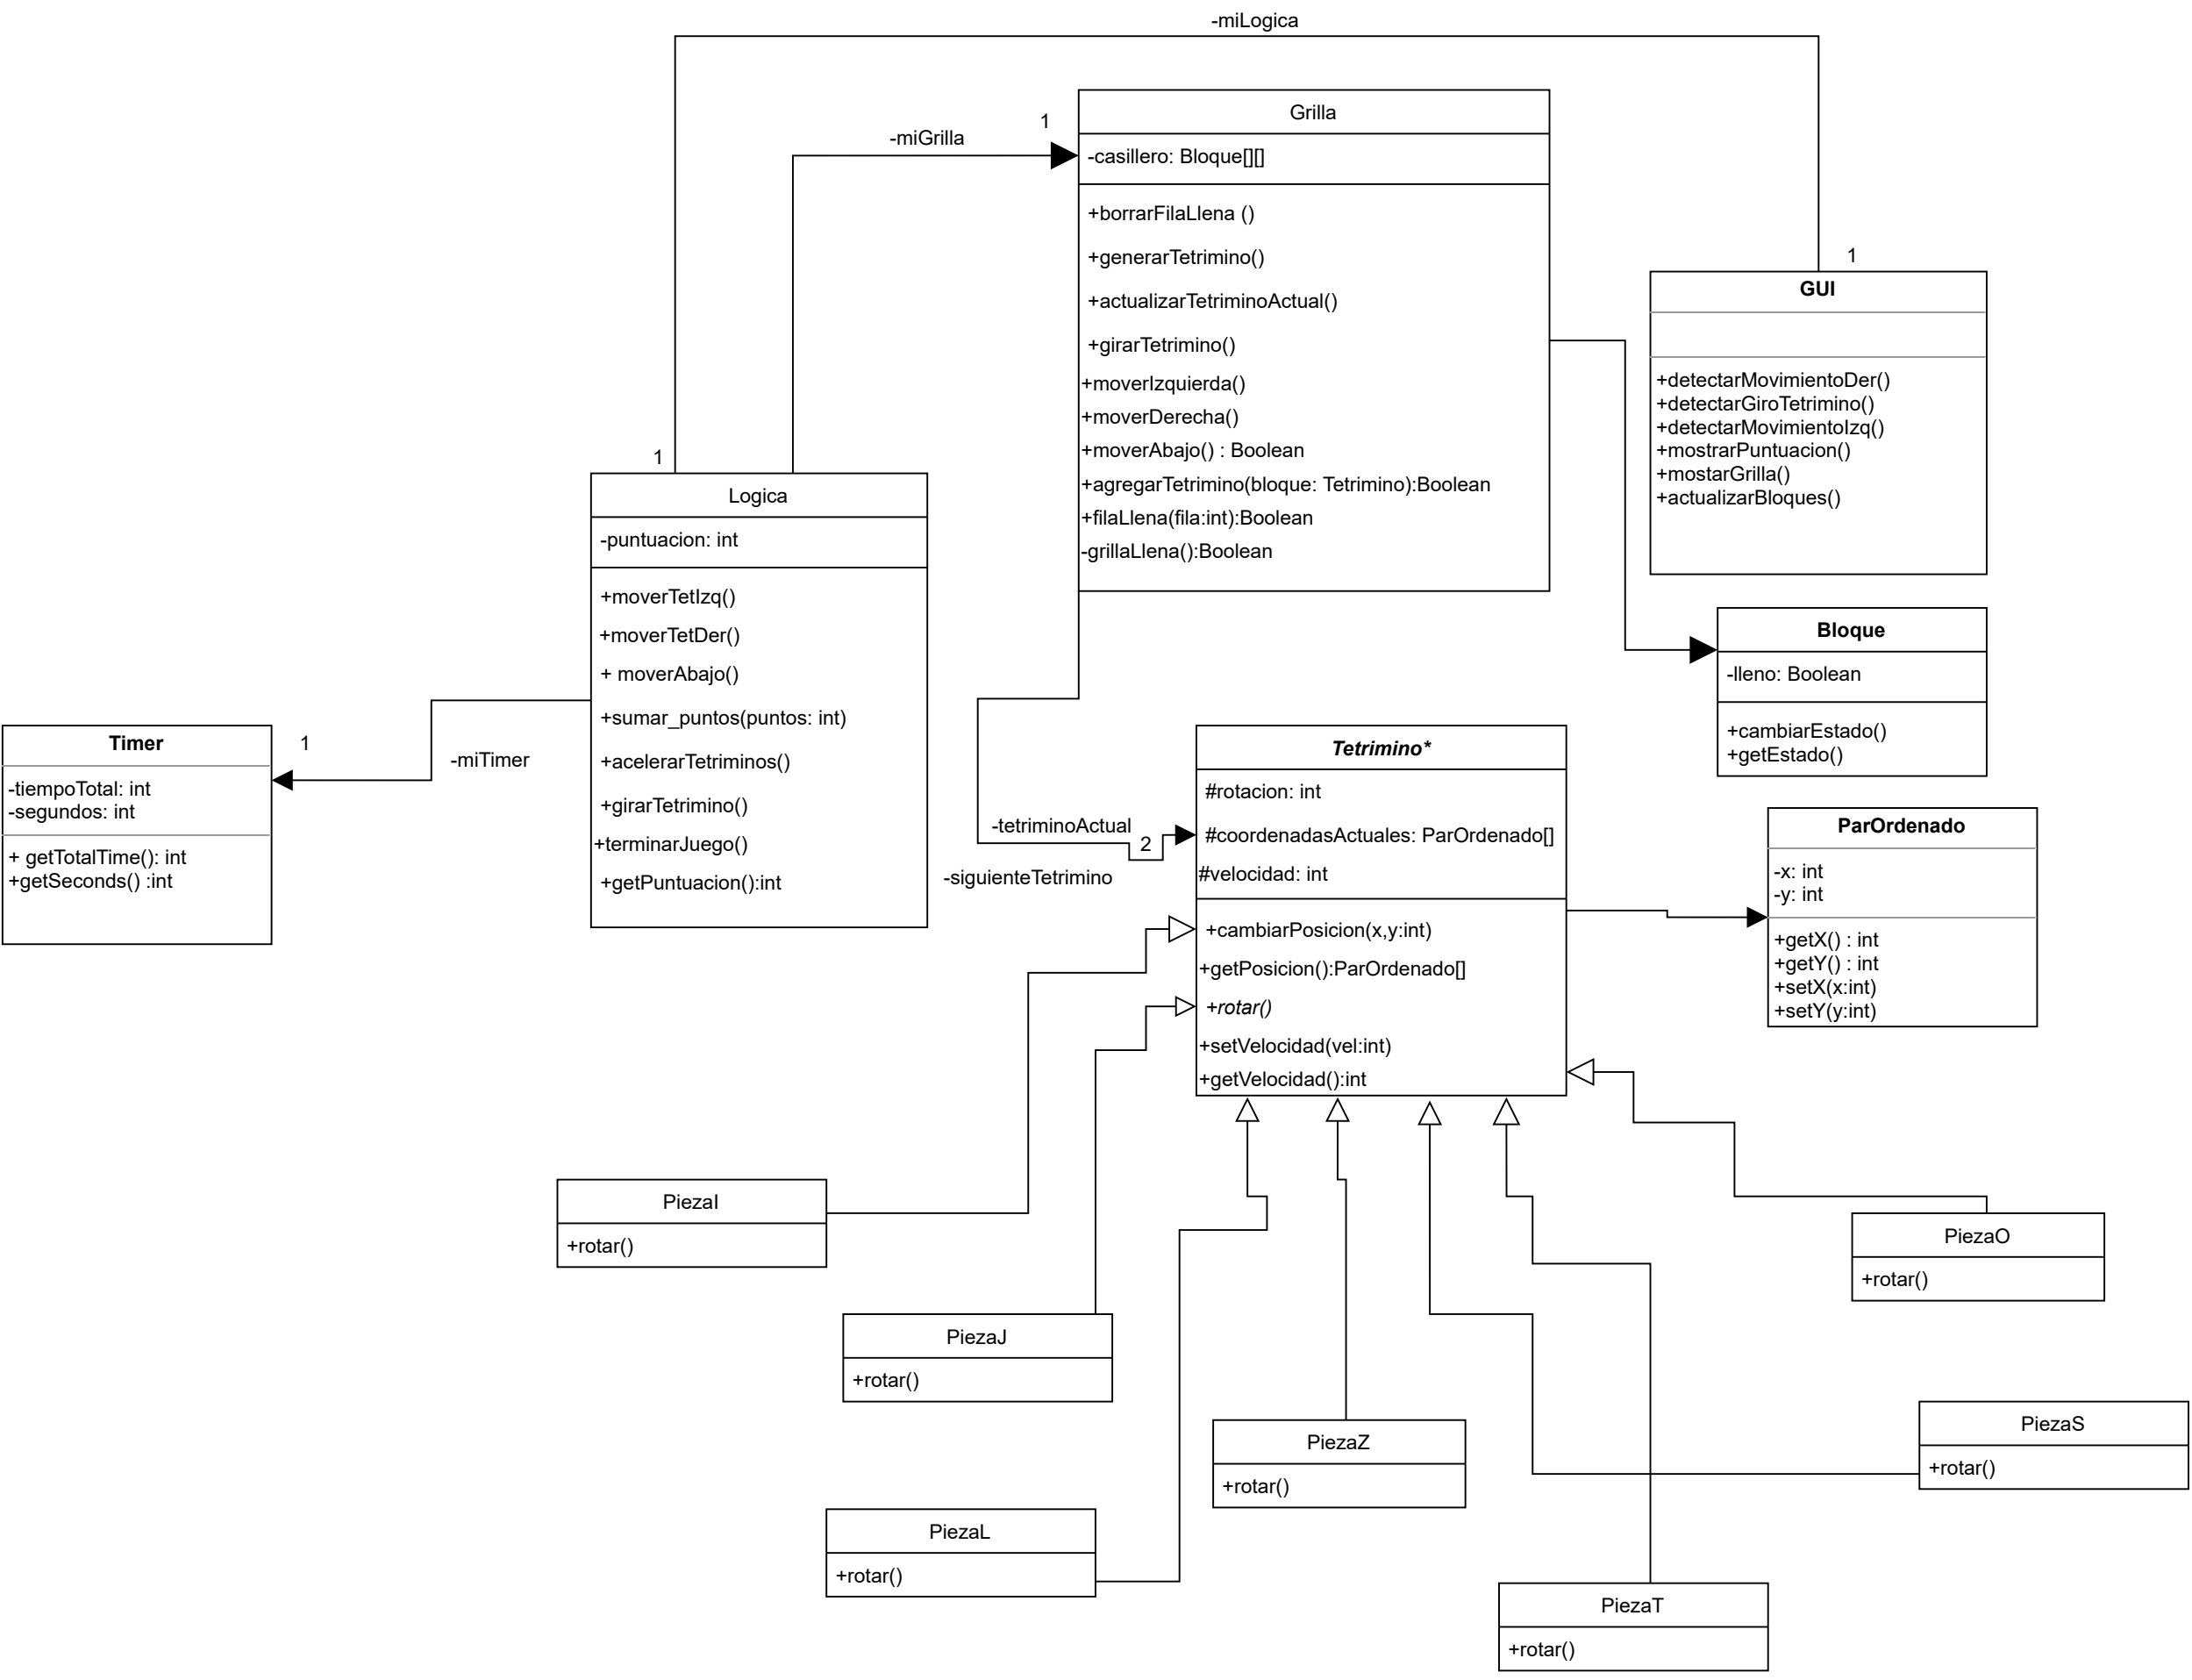 -miLogica
-miGrilla
1
Grilla
-casillero: Bloque[][]
+borrarFilaLlena ()
+generarTetrimino()
+actualizarTetriminoActual()
+girarTetrimino()
+moverIzquierda()
+moverDerecha()
+moverAbajo() : Boolean
+agregarTetrimino(bloque: Tetrimino):Boolean
+filaLlena(fila:int):Boolean
-grillaLlena():Boolean
1
GUI
+detectarMovimientoDer()
+detectarGiroTetrimino()
+detectarMovimientoIzq()
+mostrarPuntuacion()
+mostarGrilla()
+actualizarBloques()
1
Logica
-puntuacion: int
+moverTetIzq()
+moverTetDer()
+ moverAbajo()
+sumar_puntos(puntos: int)
+acelerarTetriminos()
+girarTetrimino()
+terminarJuego()
+getPuntuacion():int
Bloque
-lleno: Boolean
+cambiarEstado()
+getEstado()
1
-miTimer
Timer
-tiempoTotal: int
-segundos: int
+ getTotalTime(): int
+getSeconds() :int
-tetriminoActual
2
-siguienteTetrimino
Tetrimino*
#rotacion: int
#coordenadasActuales: ParOrdenado[]
#velocidad: int
+cambiarPosicion(x,y:int)
+getPosicion():ParOrdenado[]
+rotar()
+setVelocidad(vel:int)
+getVelocidad():int
ParOrdenado
-x: int
-y: int
+getX() : int
+getY() : int
+setX(x:int)
+setY(y:int)
PiezaI
+rotar()
PiezaO
+rotar()
PiezaJ
+rotar()
PiezaZ
+rotar()
PiezaS
+rotar()
PiezaL
+rotar()
PiezaT
+rotar()